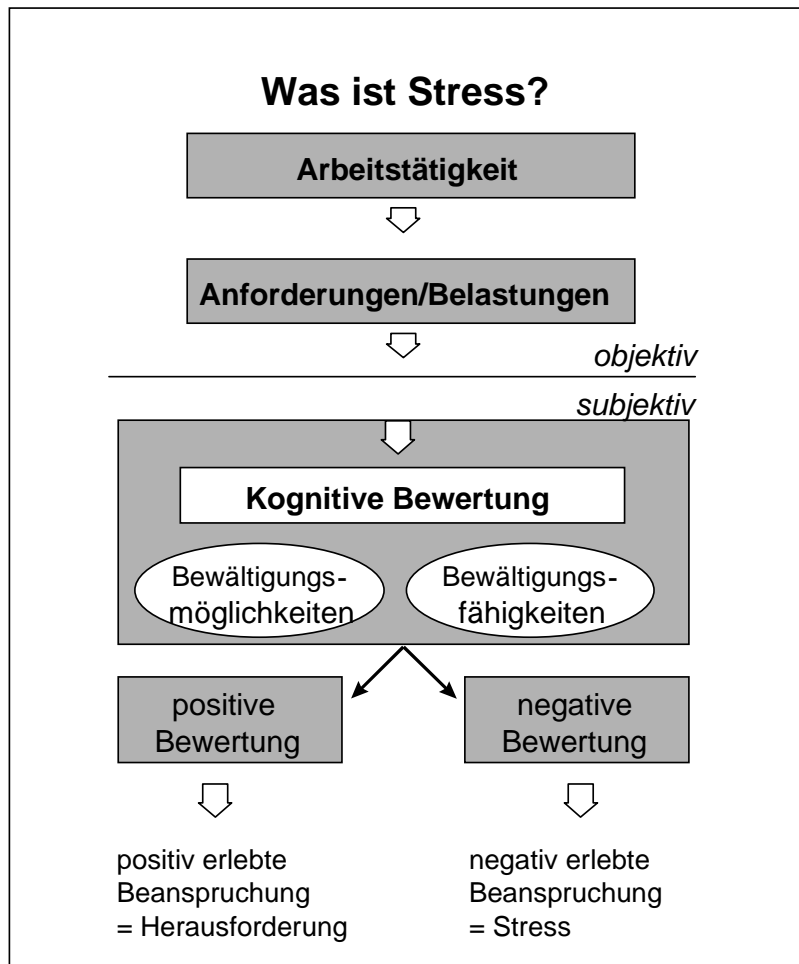 Was ist Stress?
Arbeitstätigkeit
Anforderungen/Belastungen
objektiv
subjektiv
Kognitive Bewertung
Bewältigungs-
möglichkeiten
Bewältigungs-
fähigkeiten
positive
Bewertung
negative
Bewertung
positiv erlebte
Beanspruchung
= Herausforderung
negativ erlebte
Beanspruchung
= Stress